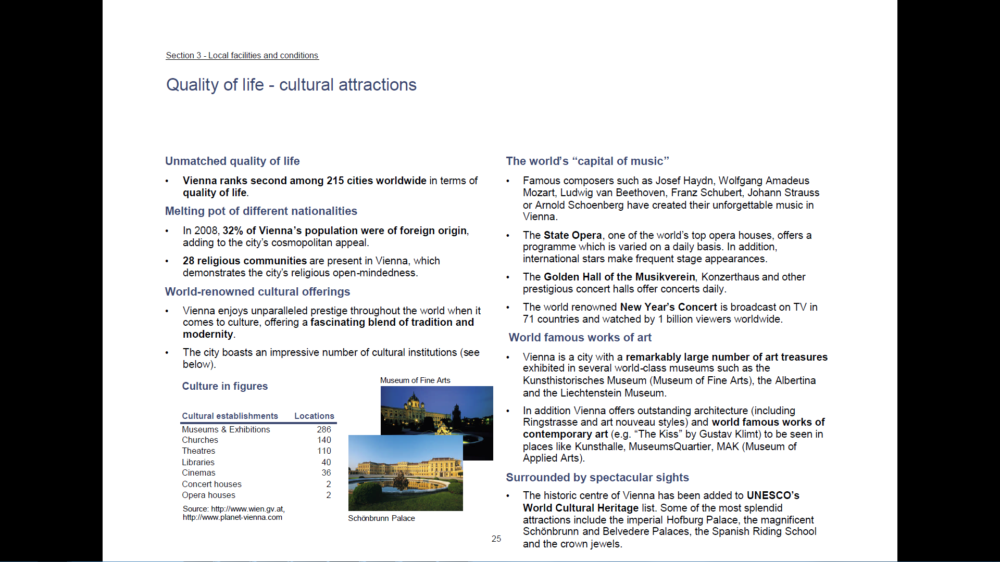 Section 3 - Local facilities and conditions
Quality of life - cultural attractions
Unmatched quality of life
• Vienna ranks second among 215 cities worldwide in terms of
quality of life.
Melting pot of different nationalities
• In 2008, 32% of Vienna's population were of foreign origin,
adding to the city's cosmopolitan appeal.
• 28 religious communities are present in Vienna, which
demonstrates the city's religious open-mindedness.
World-renowned cultural offerings
• Vienna enjoys unparalleled prestige throughout the world when it
comes to culture, offering a fascinating blend of tradition and
modernity.
• The city boasts an impressive number of cultural institutions (see
below).
Culture in figures
Cultural establishments Locations
Museums & Exhibitions 286
Churches 140
Theatres 110
Libraries 40
Cinemas 36
Concert houses 2
Opera houses 2
Source: http://www.wien.gv.at,
http://www.planet-vienna.com
Museum of Fine Arts
Schönbrunn Palace
The world's “capital of music”
• Famous composers such as Josef Haydn, Wolfgang Amadeus
Mozart, Ludwig van Beethoven, Franz Schubert, Johann Strauss
or Arnold Schoenberg have created their unforgettable music in
Vienna.
• The State Opera, one of the world's top opera houses, offers a
programme which is varied on a daily basis. In addition,
international stars make frequent stage appearances.
• The Golden Hall of the Musikverein, Konzerthaus and other
prestigious concert halls offer concerts daily.
• The world renowned New Year's Concert is broadcast on TV in
71 countries and watched by 1 billion viewers worldwide.
World famous works of art
• Vienna is a city with a remarkably large number of art treasures
exhibited in several world-class museums such as the
Kunsthistorisches Museum (Museum of Fine Arts), the Albertina
and the Liechtenstein Museum.
• In addition Vienna offers outstanding architecture (including
Ringstrasse and art nouveau styles) and world famous works of
contemporary art (e.g. “The Kiss” by Gustav Klimt) to be seen in
places like Kunsthalle, MuseumsQuartier, MAK (Museum of
Applied Arts).
Surrounded by spectacular sights
• The historic centre of Vienna has been added to UNESCO's
World Cultural Heritage list. Some of the most splendid
attractions include the imperial Hofburg Palace, the magnificent
Schönbrunn and Belvedere Palaces, the Spanish Riding School
and the crown jewels.
25